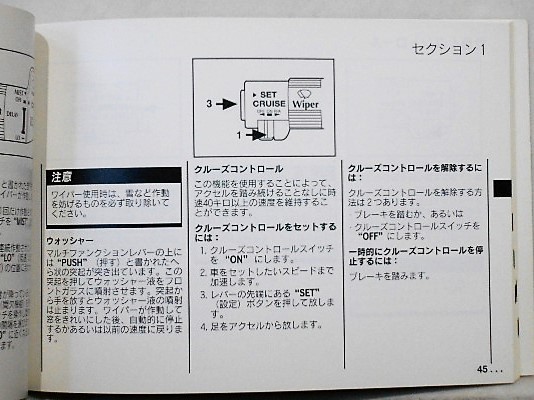 セクション1
3
SET
CRUISE
Wiper
1
注意
ワイパー使用時は、雪など作動
を妨げるものを必ず取り除いて
ください。
ウォッシャー
マルチファンクションレバーの上に
は "PUSH" (押す) と書かれたへ
ら状の突起が突き出ています。この
突起を押してウォッシャー液をフロ
ントガラスに噴射させます。突起か
ら手を放すとウォッシャー液の噴射
は止まります。ワイパーが作動して
窓をきれいにした後、自動的に停止
するかあるいは以前の速度に戻りま
す。
クルーズコントロール
この機能を使用することによって、
アクセルを踏み続けることなしに時
速40キロ以上の速度を維持するこ
とができます。
クルーズコントロールをセットする
には:
1. クルーズコントロールスイッチ
を "ON" にします。
2. 車をセットしたいスピードまで
加速します。
3. レバーの先端にある "SET"
(設定) ボタンを押して放しま
す。
4. 足をアクセルから放します。
クルーズコントロールを解除するに
は:
クルーズコントロールを解除する方
法は2つあります。
· ブレーキを踏むか、あるいは
· クルーズコントロールスイッチを
"OFF" にします。
一時的にクルーズコントロールを停
止するには:
ブレーキを踏みます。
45...